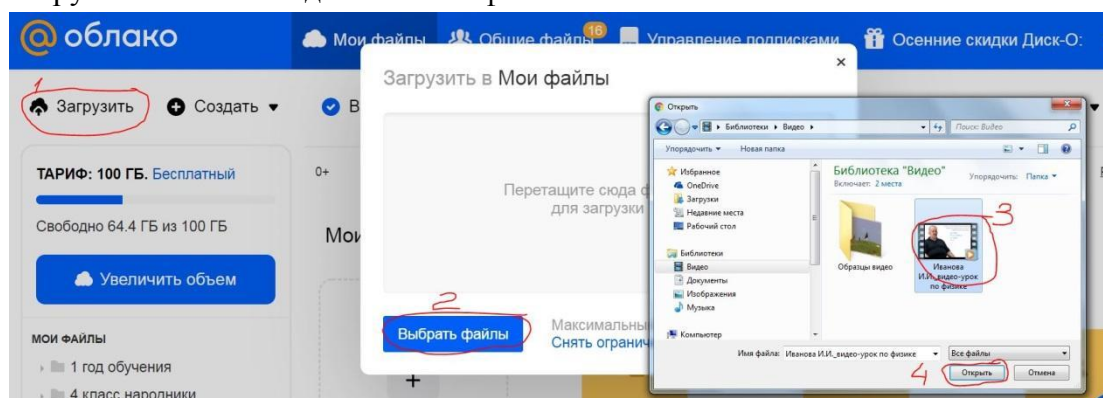 облако
Мои файлы
Общие файлы 16
Управление подписками
Осенние скидки Диск-О:
1
Загрузить
Создать
В
ТАРИФ: 100 ГБ. Бесплатный
Свободно 64.4 ГБ из 100 ГБ
Увеличить объем
МОИ ФАЙЛЫ
1 год обучения
4 класс народники
0+
Мои
Загрузить в Мои файлы
×
Перетащите сюда ф
для загрузки
2
Выбрать файлы
Максимальны
Снять огранич
+
Открыть
Библиотеки
Видео
Поиск: Видео
Упорядочить
Новая папка
Избранное
OneDrive
Загрузки
Недавние места
Рабочий стол
Библиотеки
Видео
Документы
Изображения
Музыка
Компьютер
Библиотека "Видео"
Включает: 2 места
Упорядочить: Папка
3
Образцы видео
Иванова
И.И._видео-урок
по физике
Имя файла: Иванова И.И._видео-урок по физике
Все файлы
4
Открыть
Отмена